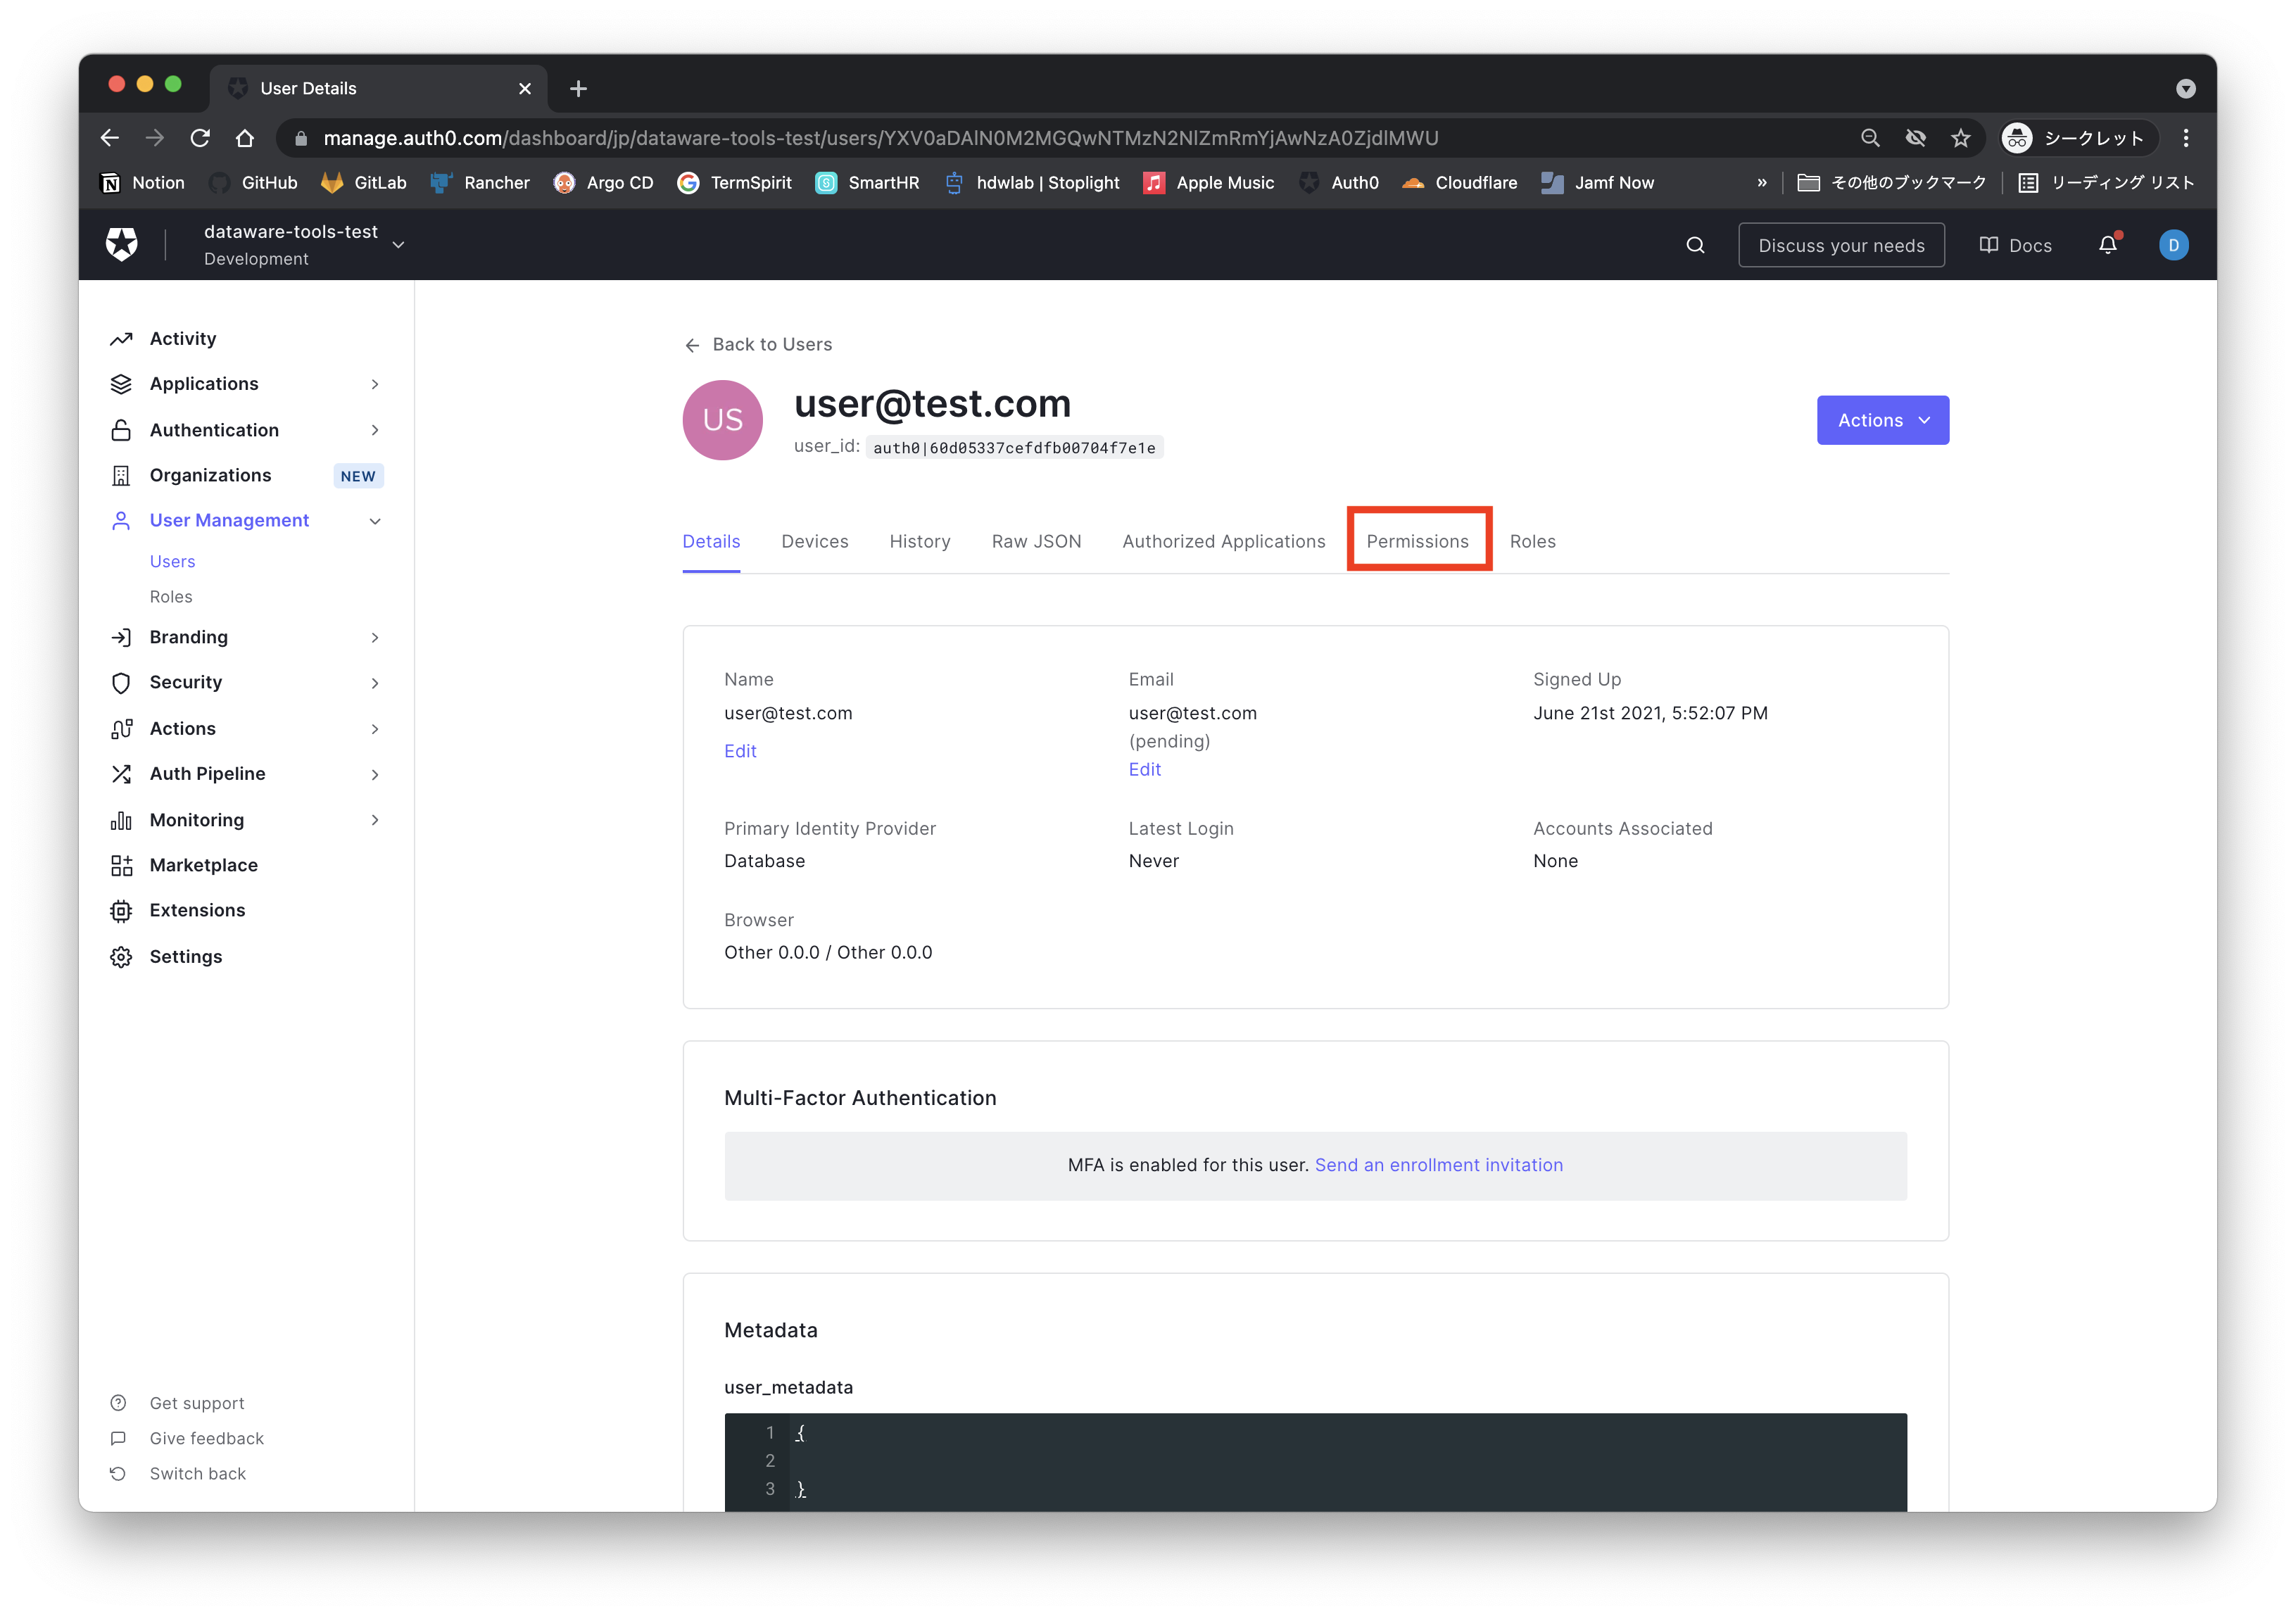 User Details
manage.auth0.com/dashboard/jp/dataware-tools-test/users/YXV0aDAlN0M2MGQwNTMzN2NlZmRmYjAwNzA0ZjdlMWU
シークレット
Notion GitHub GitLab Rancher Argo CD TermSpirit SmartHR hdwlab | Stoplight Apple Music Auth0 Cloudflare Jamf Now » その他のブックマーク リーディング リスト
dataware-tools-test
Development
Discuss your needs
Docs
D
Activity
Applications
Authentication
Organizations NEW
User Management
Users
Roles
Branding
Security
Actions
Auth Pipeline
Monitoring
Marketplace
Extensions
Settings
Get support
Give feedback
Switch back
Back to Users
US
user@test.com
user_id: auth0|60d05337cefdfb00704f7e1e
Actions
Details Devices History Raw JSON Authorized Applications Permissions Roles
Name
user@test.com
Edit
Email
user@test.com
(pending)
Edit
Signed Up
June 21st 2021, 5:52:07 PM
Primary Identity Provider
Database
Latest Login
Never
Accounts Associated
None
Browser
Other 0.0.0 / Other 0.0.0
Multi-Factor Authentication
MFA is enabled for this user. Send an enrollment invitation
Metadata
user_metadata
1 {
2
3 }